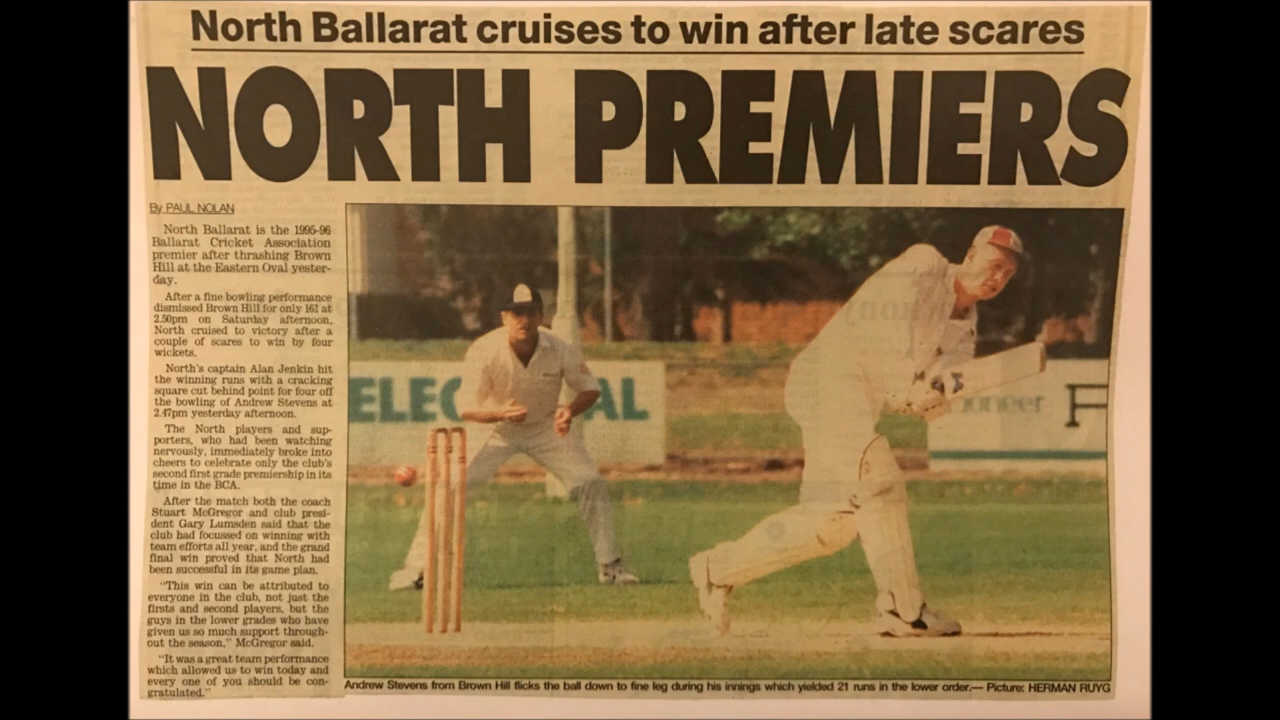 North Ballarat cruises to win after late scares
NORTH PREMIERS
By PAUL NOLAN
North Ballarat is the 1995-96
Ballarat Cricket Association
premier after thrashing Brown
Hill at the Eastern Oval yester-
day.
After a fine bowling performance
dismissed Brown Hill for only 161 at
2.50pm on Saturday afternoon,
North cruised to victory after a
couple of scares to win by four
wickets.
North's captain Alan Jenkin hit
the winning runs with a cracking
square cut behind point for four off
the bowling of Andrew Stevens at
2.47pm yesterday afternoon.
The North players and sup-
porters, who had been watching
nervously, immediately broke into
cheers to celebrate only the club's
second first grade premiership in its
time in the BCA.
After the match both the coach
Stuart McGregor and club presi-
dent Gary Lumsden said that the
club had focussed on winning with
team efforts all year, and the grand
final win proved that North had
been successful in its game plan.
"This win can be attributed to
everyone in the club, not just the
firsts and second players, but the
guys in the lower grades who have
given us so much support through-
out the season," McGregor said.
"It was a great team performance
which allowed us to win today and
every one of you should be con-
gratulated."
ELEC AL
Pioneer F
Andrew Stevens from Brown Hill flicks the ball down to fine leg during his innings which yielded 21 runs in the lower order.— Picture: HERMAN RUYG